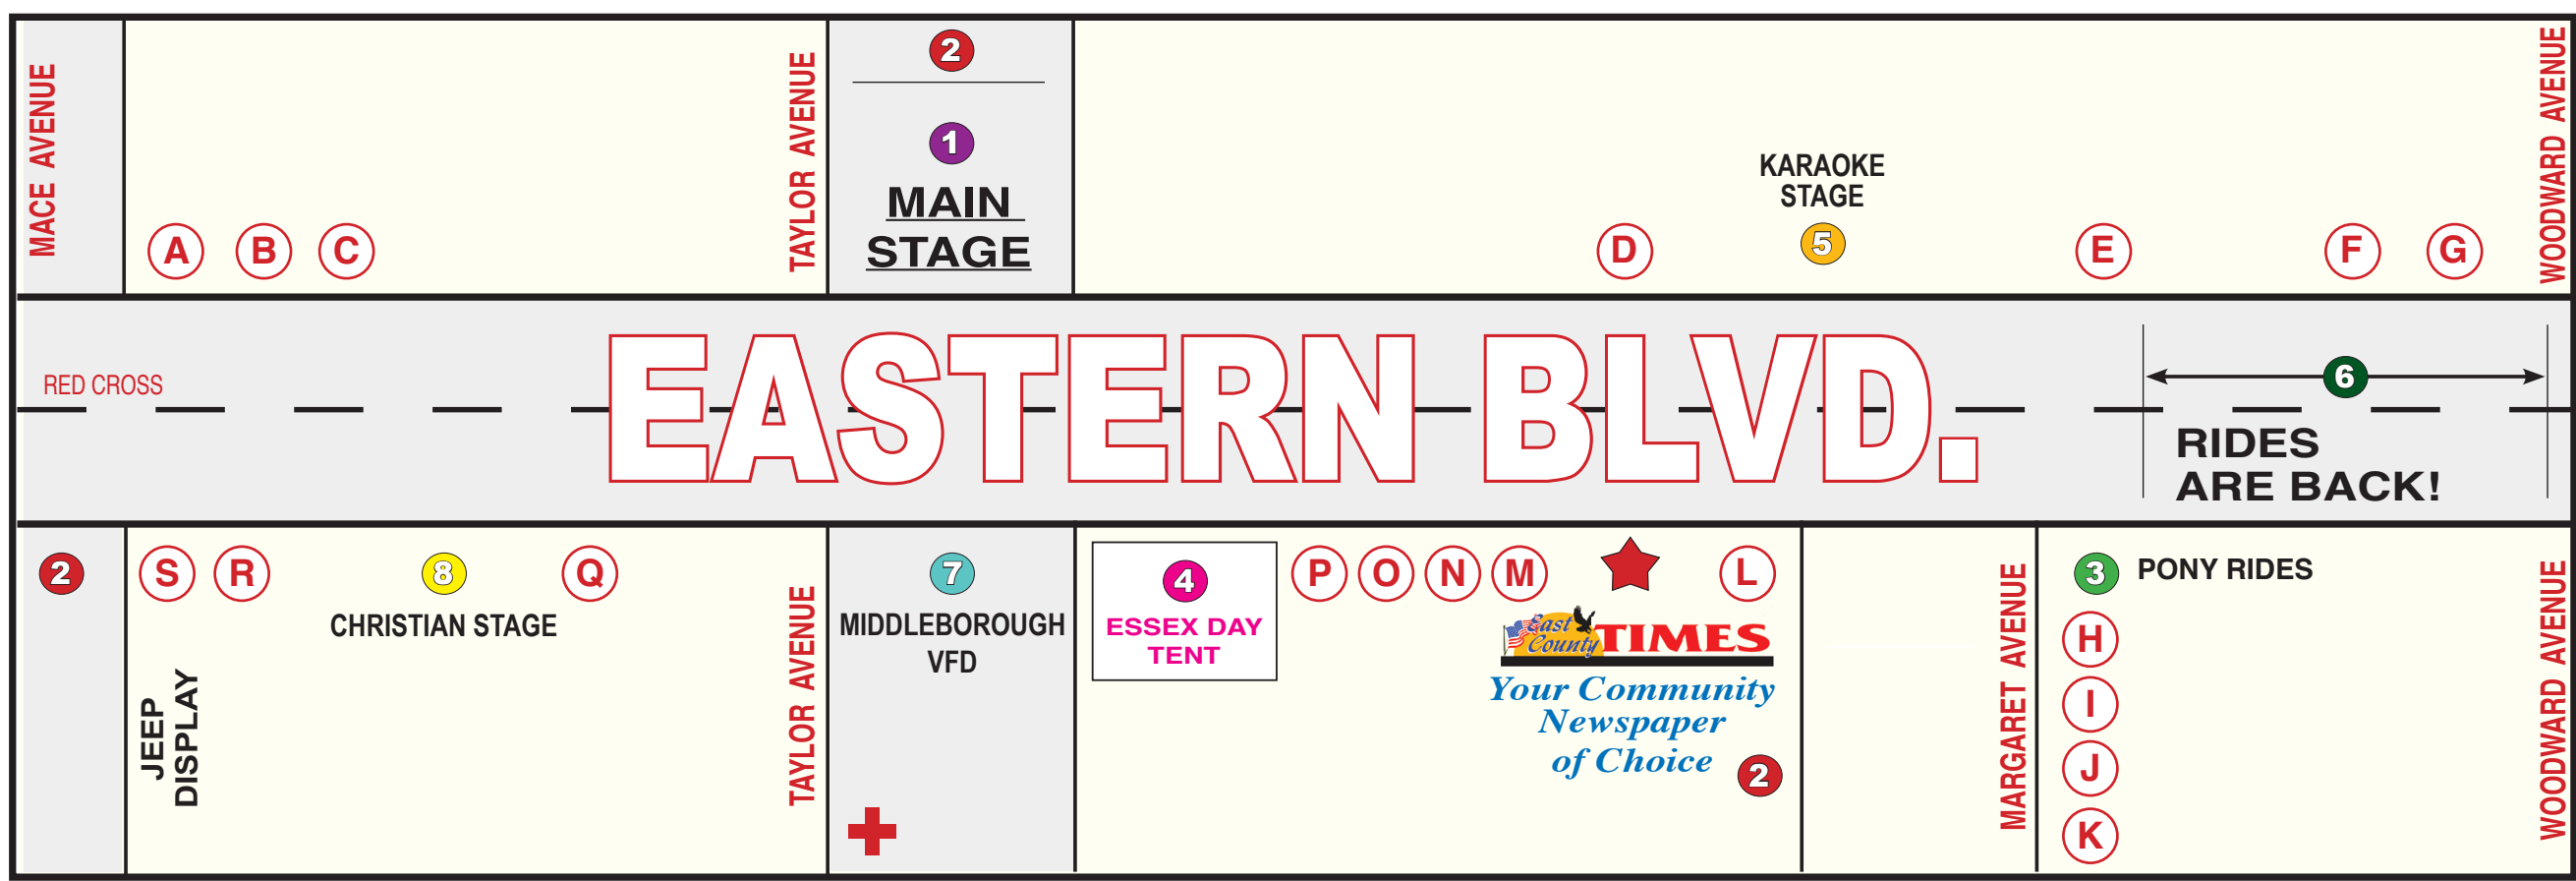 MACE AVENUE
A B C
TAYLOR AVENUE
2
1
MAIN
STAGE
KARAOKE
STAGE
5
D
E
F
G
WOODWARD AVENUE
RED CROSS
EASTERN BLVD.
6
RIDES
ARE BACK!
2
S R
8
Q
CHRISTIAN STAGE
JEEP
DISPLAY
TAYLOR AVENUE
7
MIDDLEBOROUGH
VFD
4
ESSEX DAY
TENT
P O N M
L
East
County
TIMES
Your Community
Newspaper
of Choice
2
MARGARET AVENUE
3 PONY RIDES
H
I
J
K
WOODWARD AVENUE